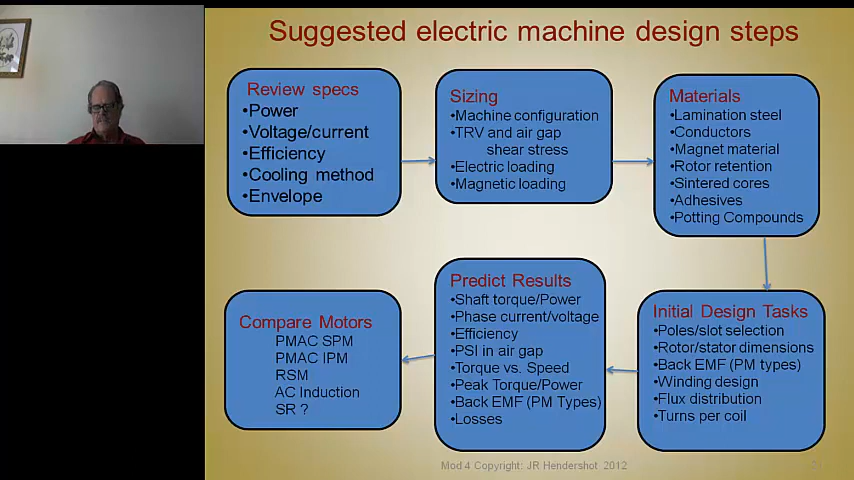 Suggested electric machine design steps
Review specs
•Power
•Voltage/current
•Efficiency
•Cooling method
•Envelope
Sizing
•Machine configuration
•TRV and air gap
shear stress
•Electric loading
•Magnetic loading
Materials
•Lamination steel
•Conductors
•Magnet material
•Rotor retention
•Sintered cores
•Adhesives
•Potting Compounds
Initial Design Tasks
•Poles/slot selection
•Rotor/stator dimensions
•Back EMF (PM types)
•Winding design
•Flux distribution
•Turns per coil
Predict Results
•Shaft torque/Power
•Phase current/voltage
•Efficiency
•PSI in air gap
•Torque vs. Speed
•Peak Torque/Power
•Back EMF (PM Types)
•Losses
Compare Motors
PMAC SPM
PMAC IPM
RSM
AC Induction
SR ?
Mod 4 Copyright: JR Hendershot 2012